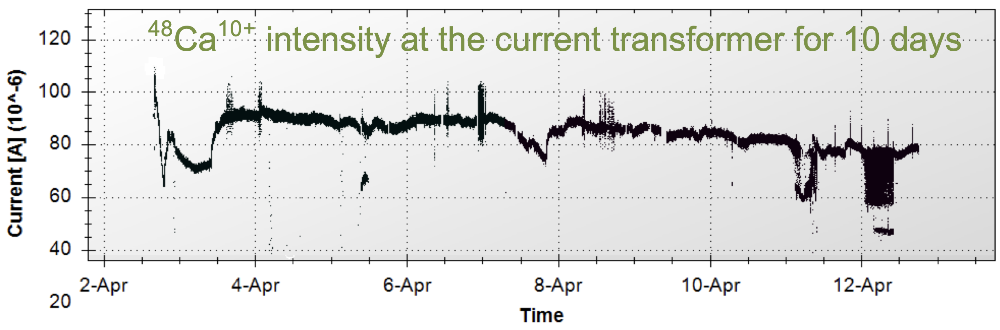 ⁴⁸Ca¹⁰⁺ intensity at the current transformer for 10 days
Current [A] (10^-6)
120
100
80
60
40
20
2-Apr 4-Apr 6-Apr 8-Apr 10-Apr 12-Apr
Time